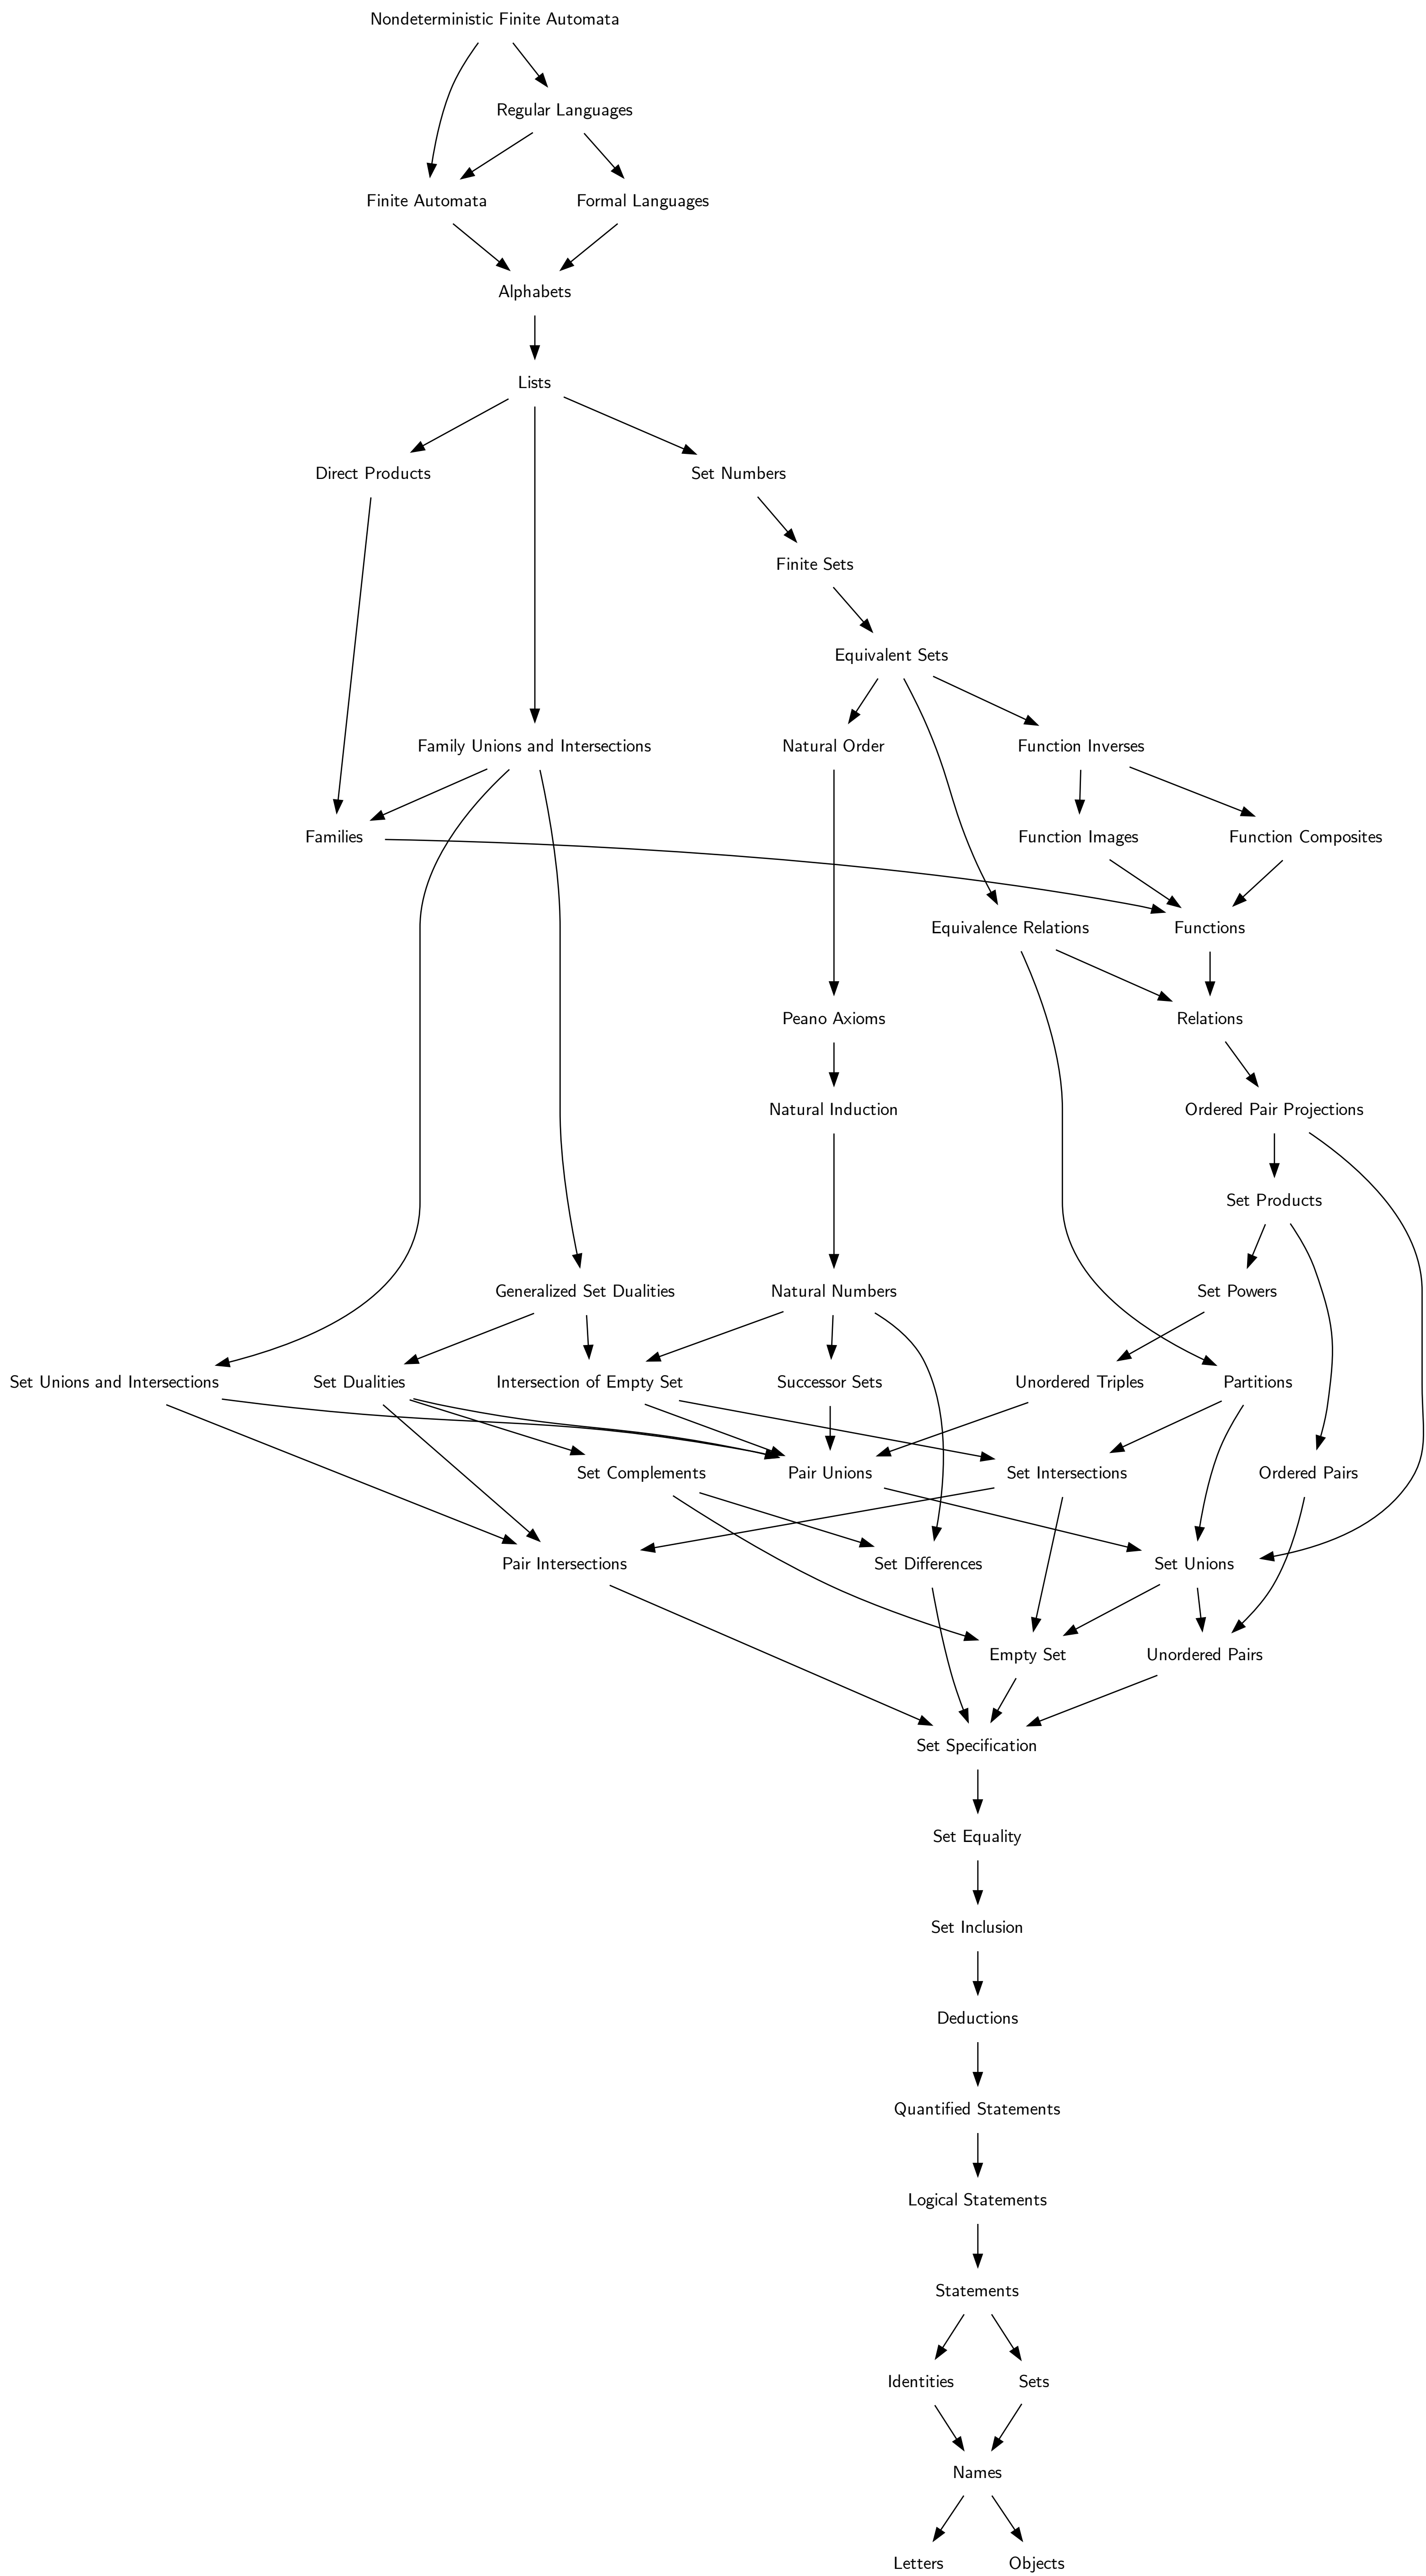 Nondeterministic Finite Automata
Regular Languages
Finite Automata
Formal Languages
Alphabets
Lists
Direct Products
Set Numbers
Finite Sets
Equivalent Sets
Family Unions and Intersections
Natural Order
Function Inverses
Families
Function Images
Function Composites
Equivalence Relations
Functions
Peano Axioms
Relations
Natural Induction
Ordered Pair Projections
Set Products
Generalized Set Dualities
Natural Numbers
Set Powers
Set Unions and Intersections
Set Dualities
Intersection of Empty Set
Successor Sets
Unordered Triples
Partitions
Set Complements
Pair Unions
Set Intersections
Ordered Pairs
Pair Intersections
Set Differences
Set Unions
Empty Set
Unordered Pairs
Set Specification
Set Equality
Set Inclusion
Deductions
Quantified Statements
Logical Statements
Statements
Identities
Sets
Names
Letters
Objects